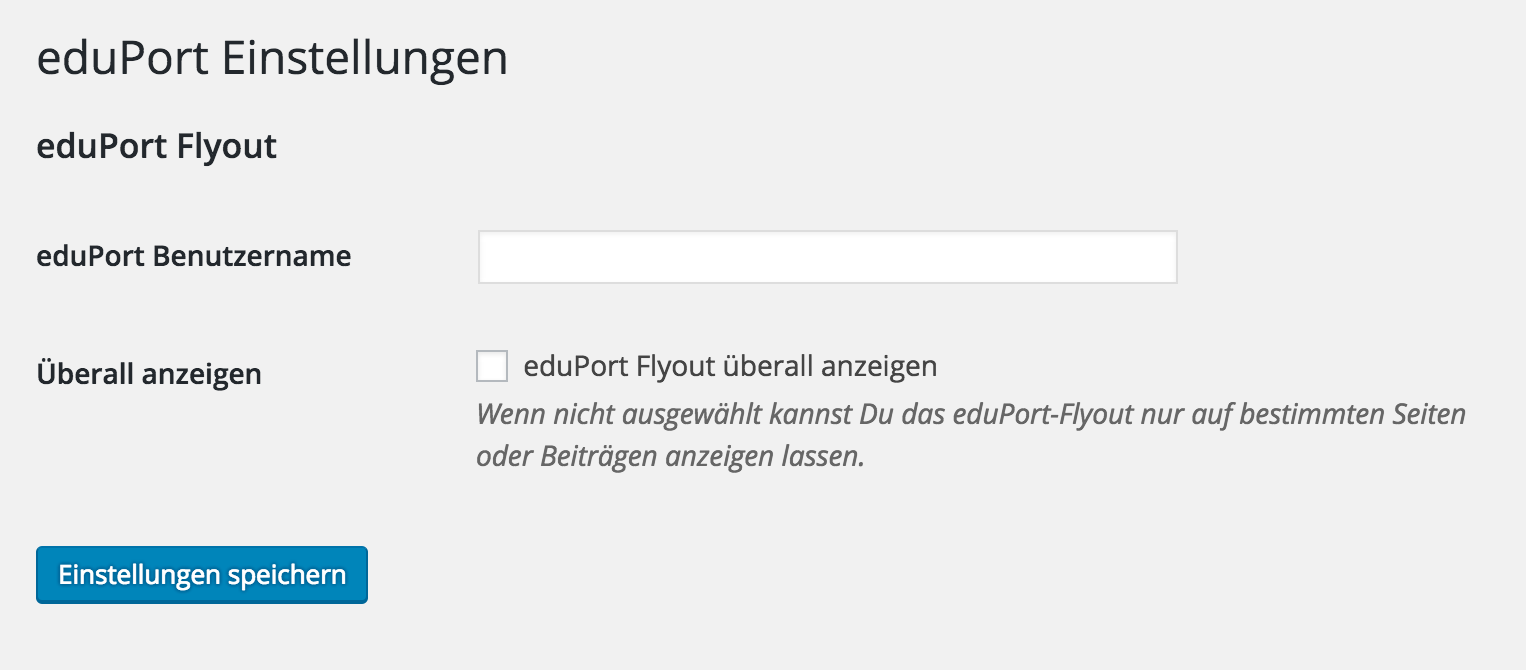 eduPort Einstellungen
eduPort Flyout
eduPort Benutzername
Überall anzeigen
eduPort Flyout überall anzeigen
Wenn nicht ausgewählt kannst Du das eduPort-Flyout nur auf bestimmten Seiten
oder Beiträgen anzeigen lassen.
Einstellungen speichern